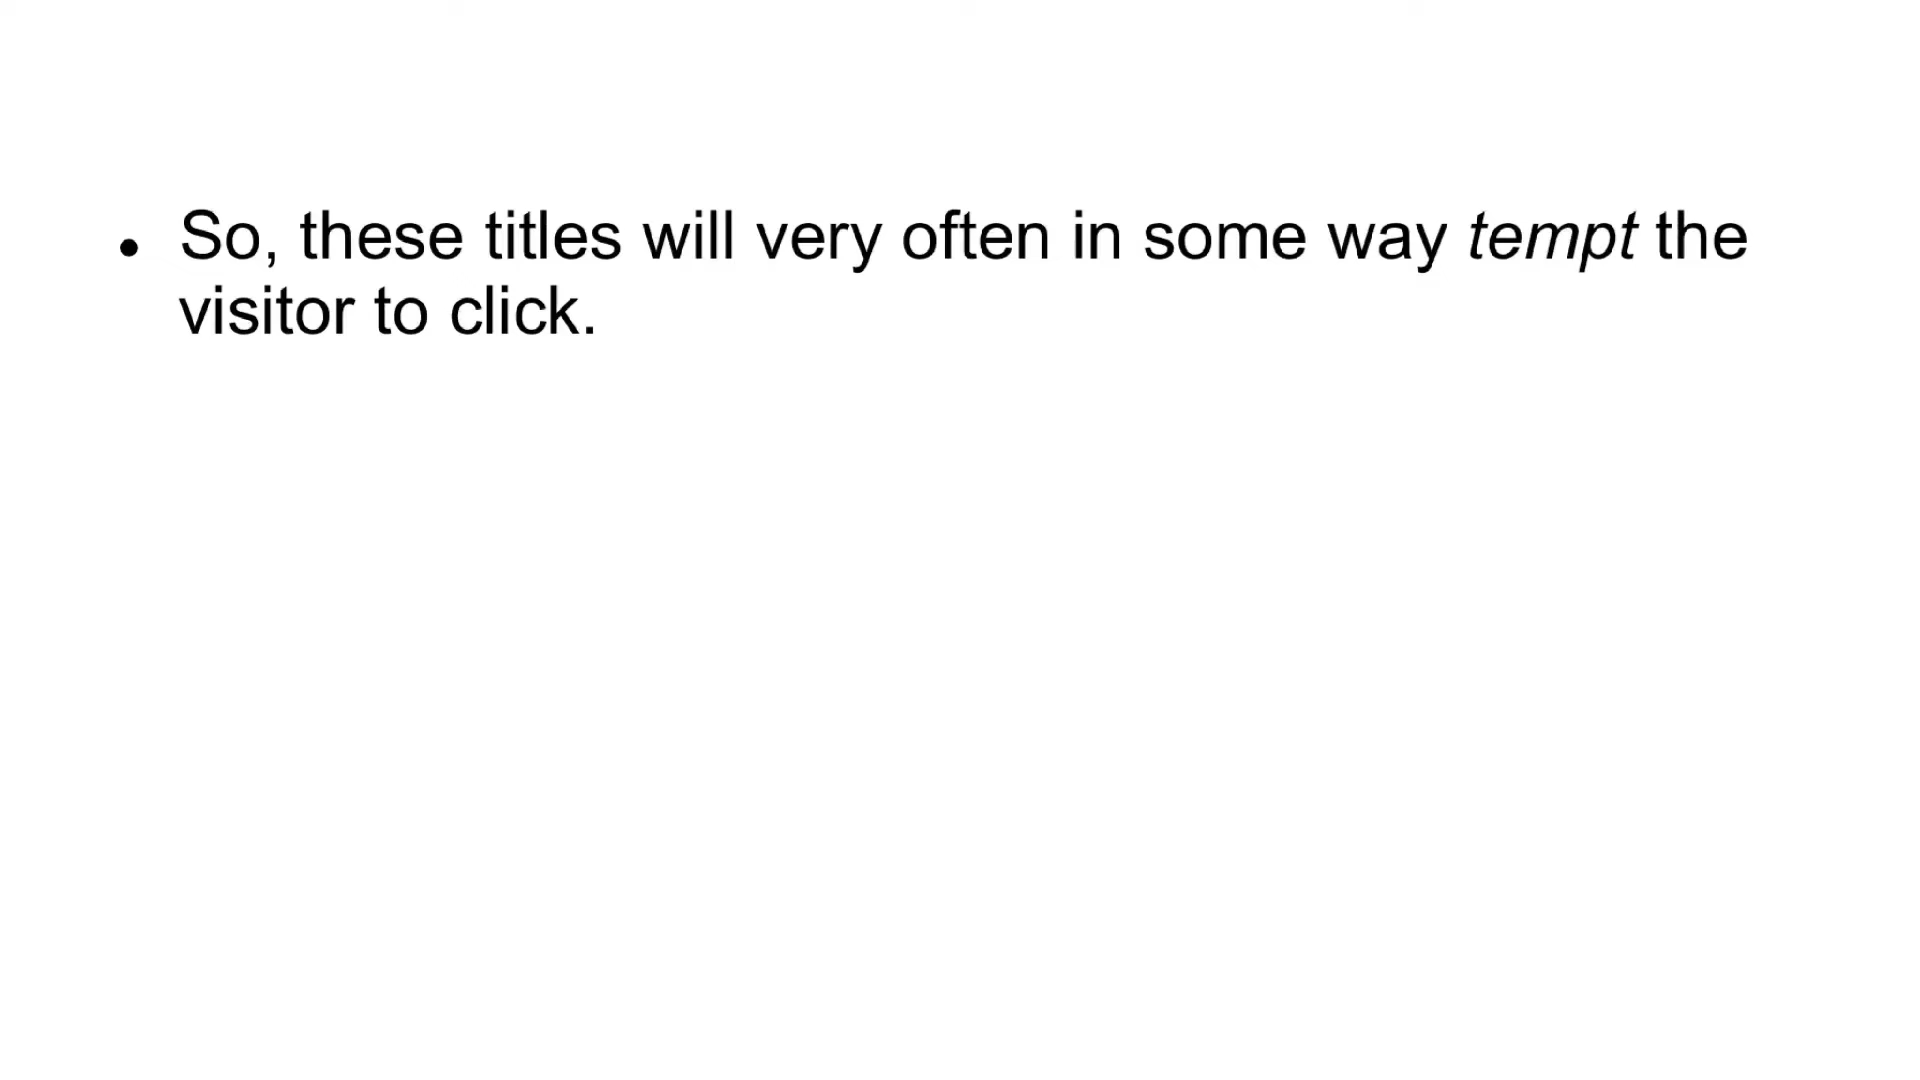 • So, these titles will very often in some way tempt the
visitor to click.